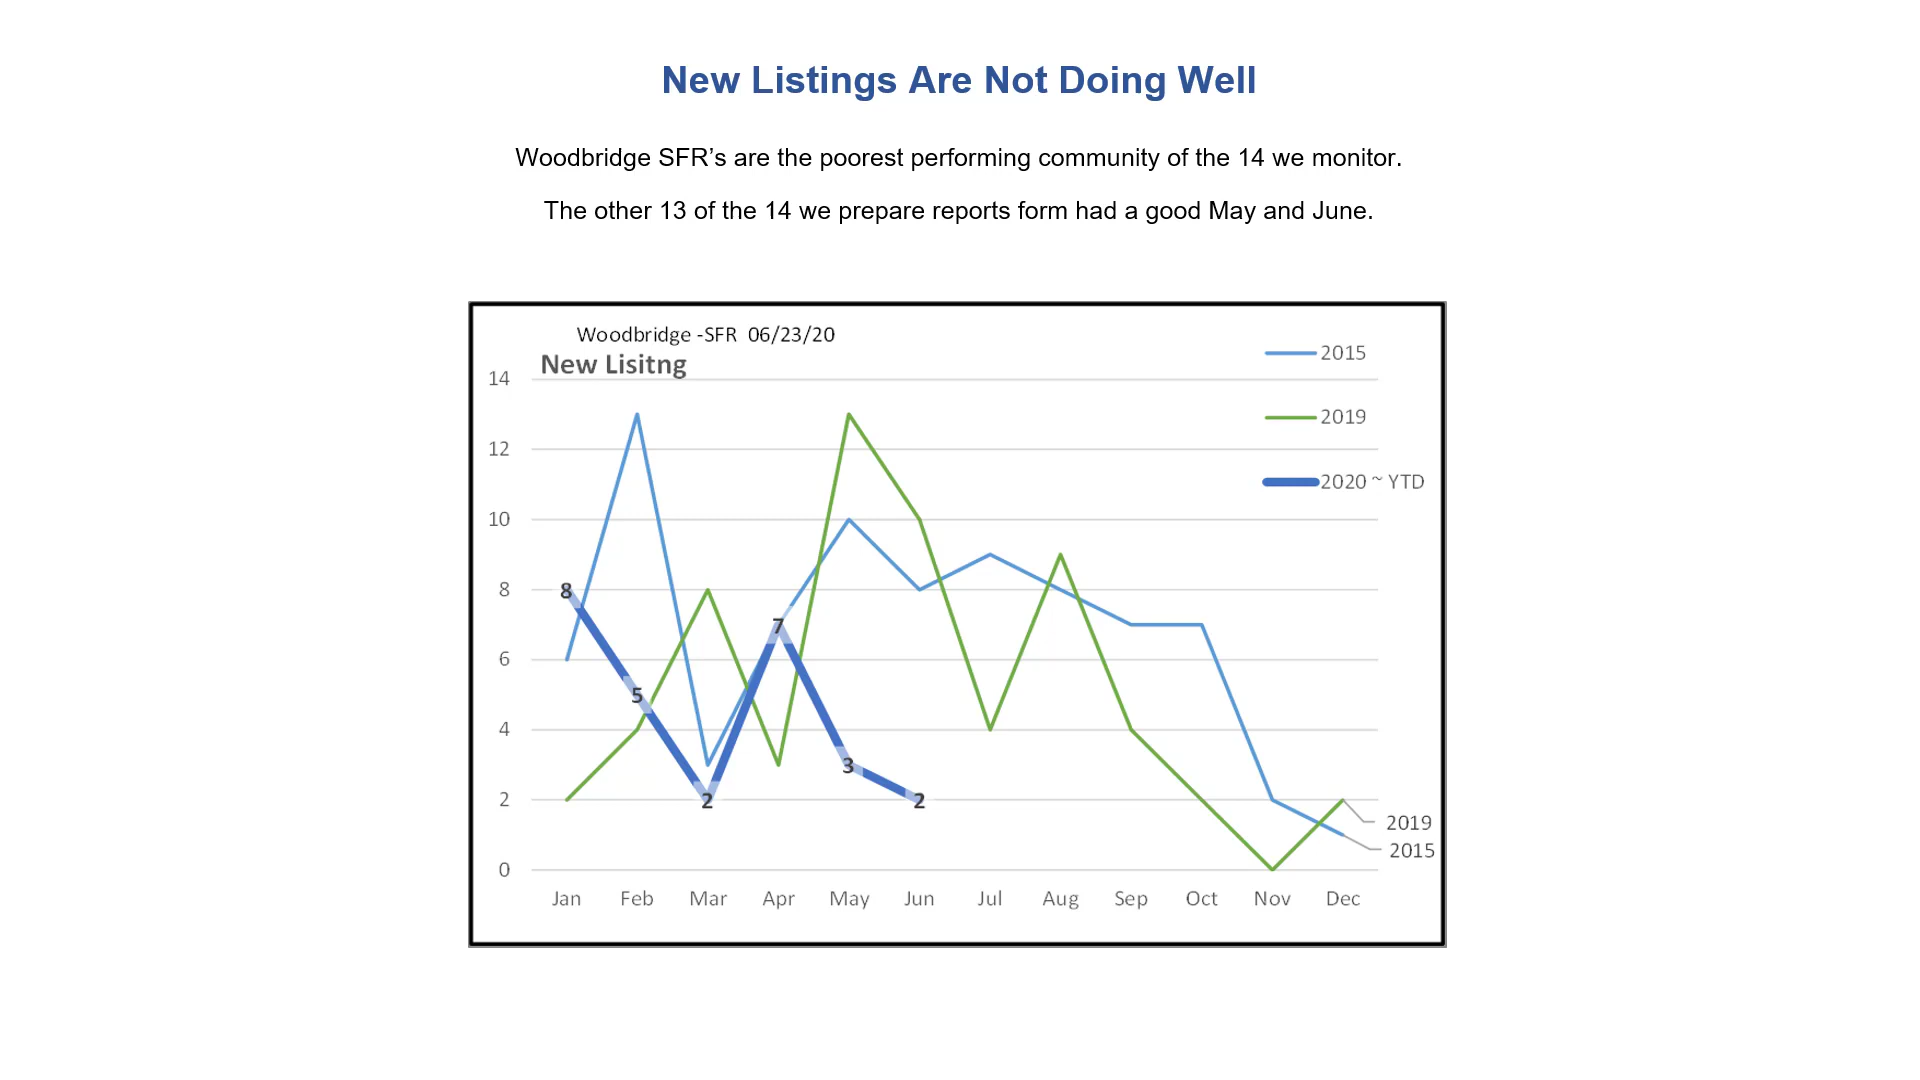 New Listings Are Not Doing Well
Woodbridge SFR’s are the poorest performing community of the 14 we monitor.
The other 13 of the 14 we prepare reports form had a good May and June.
Woodbridge -SFR 06/23/20
New Lisitng
2015
2019
2020 ~ YTD
14
12
10
8
6
4
2
0
8
5
2
7
3
2
2019
2015
Jan Feb Mar Apr May Jun Jul Aug Sep Oct Nov Dec